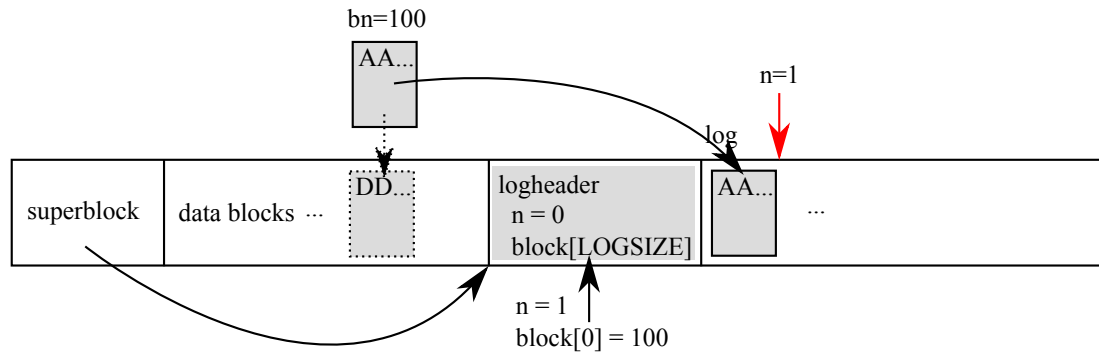 bn=100
AA...
n=1
log
superblock
data blocks ...
DD...
logheader
n = 0
block[LOGSIZE]
AA...
...
n = 1
block[0] = 100